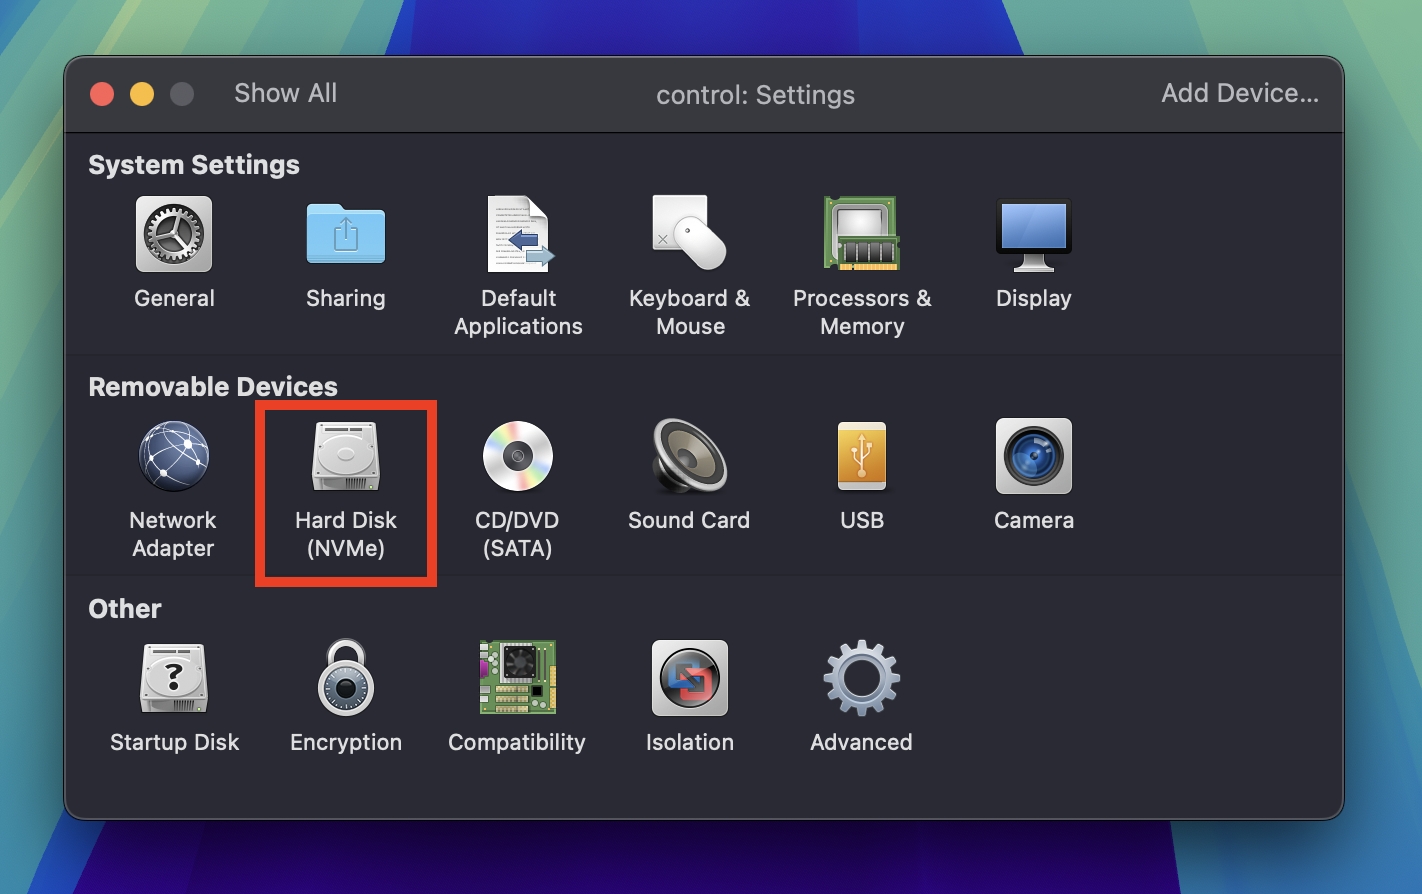 Show All
control: Settings
Add Device...
System Settings
General
Sharing
Default
Applications
Keyboard &
Mouse
Processors &
Memory
Display
Removable Devices
Network
Adapter
Hard Disk
(NVMe)
CD/DVD
(SATA)
Sound Card
USB
Camera
Other
Startup Disk
Encryption
Compatibility
Isolation
Advanced